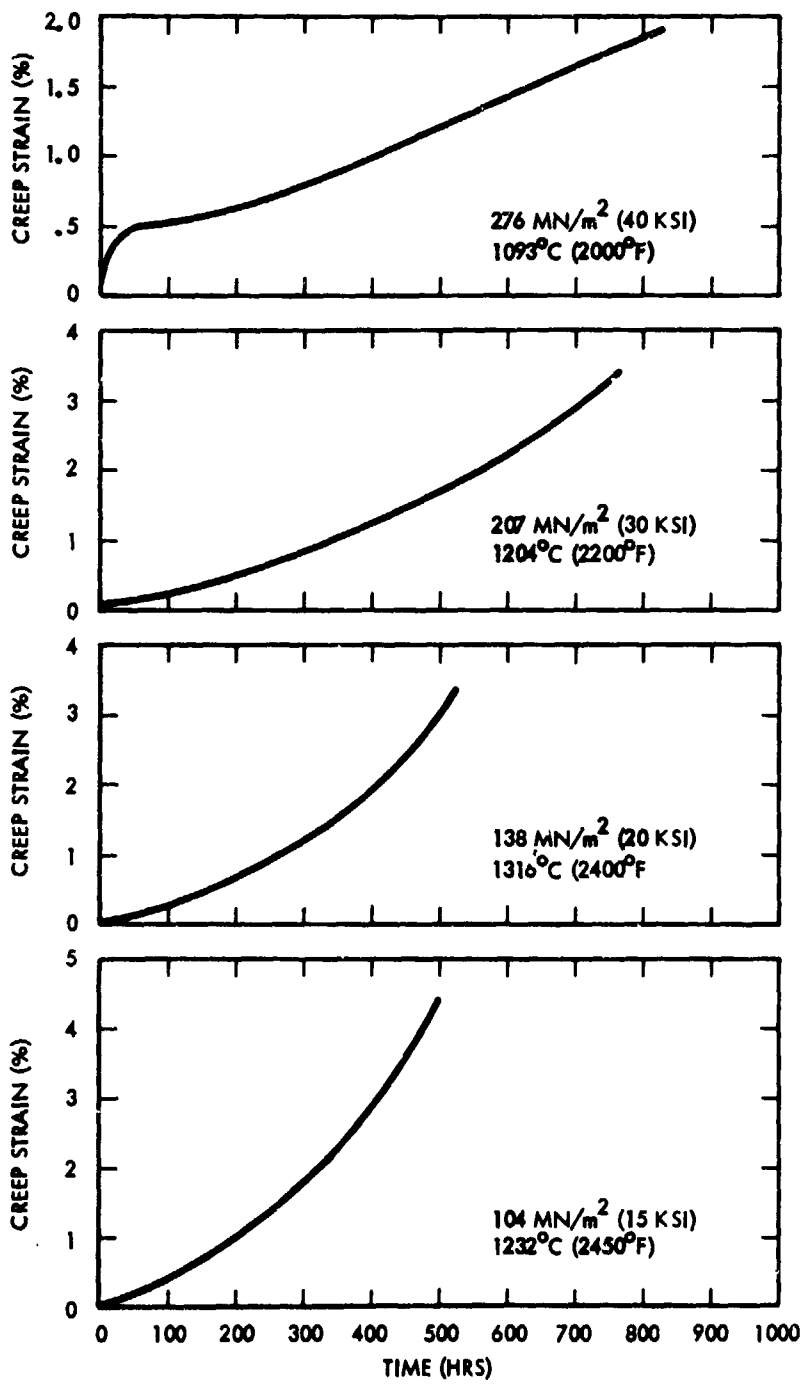 2.0
1.5
1.0
.5
0
CREEP STRAIN (%)
276 MN/m² (40 KSI)
1093°C (2000°F)
4
3
2
1
0
CREEP STRAIN (%)
207 MN/m² (30 KSI)
1204°C (2200°F)
4
3
2
1
0
CREEP STRAIN (%)
138 MN/m² (20 KSI)
1316°C (2400°F
5
4
3
2
1
0
CREEP STRAIN (%)
104 MN/m² (15 KSI)
1232°C (2450°F)
0 100 200 300 400 500 600 700 800 900 1000
TIME (HRS)